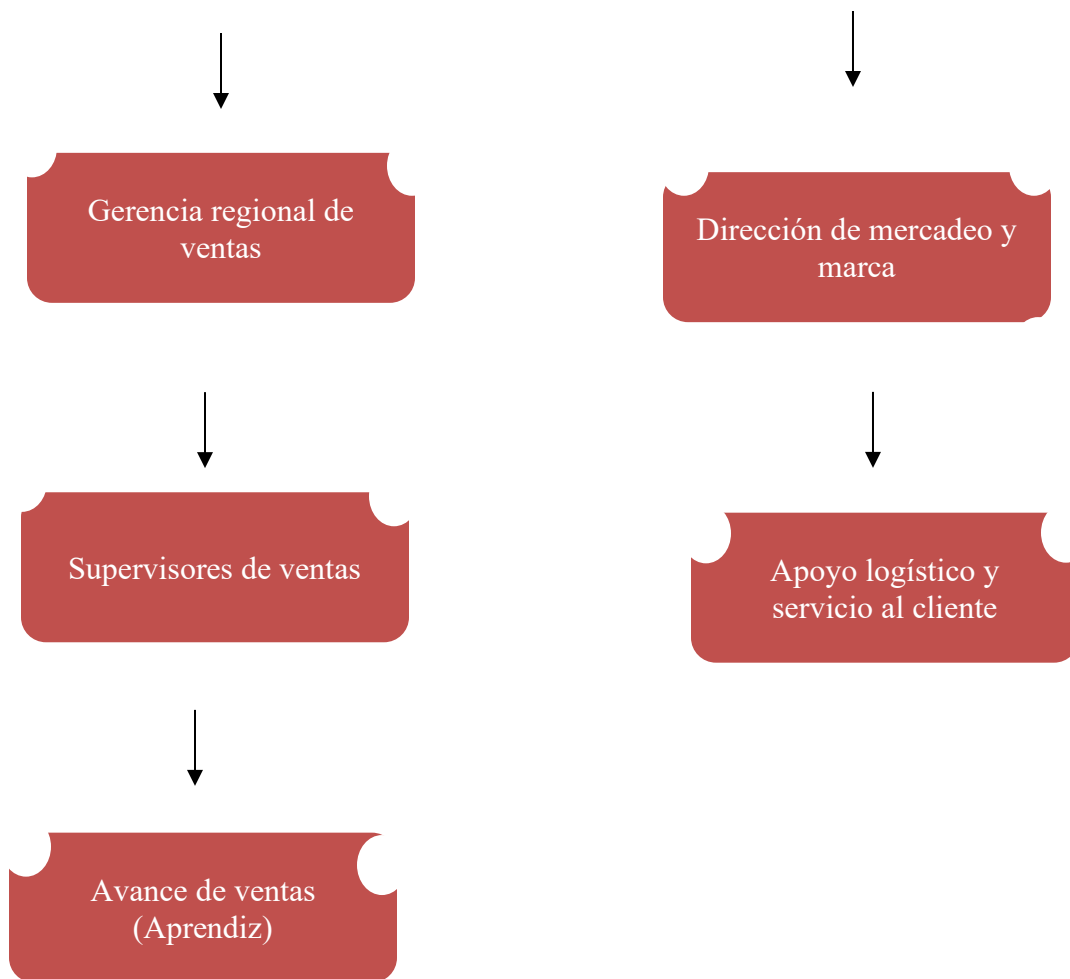 Gerencia regional de
ventas
Dirección de mercadeo y
marca
Supervisores de ventas
Apoyo logístico y
servicio al cliente
Avance de ventas
(Aprendiz)